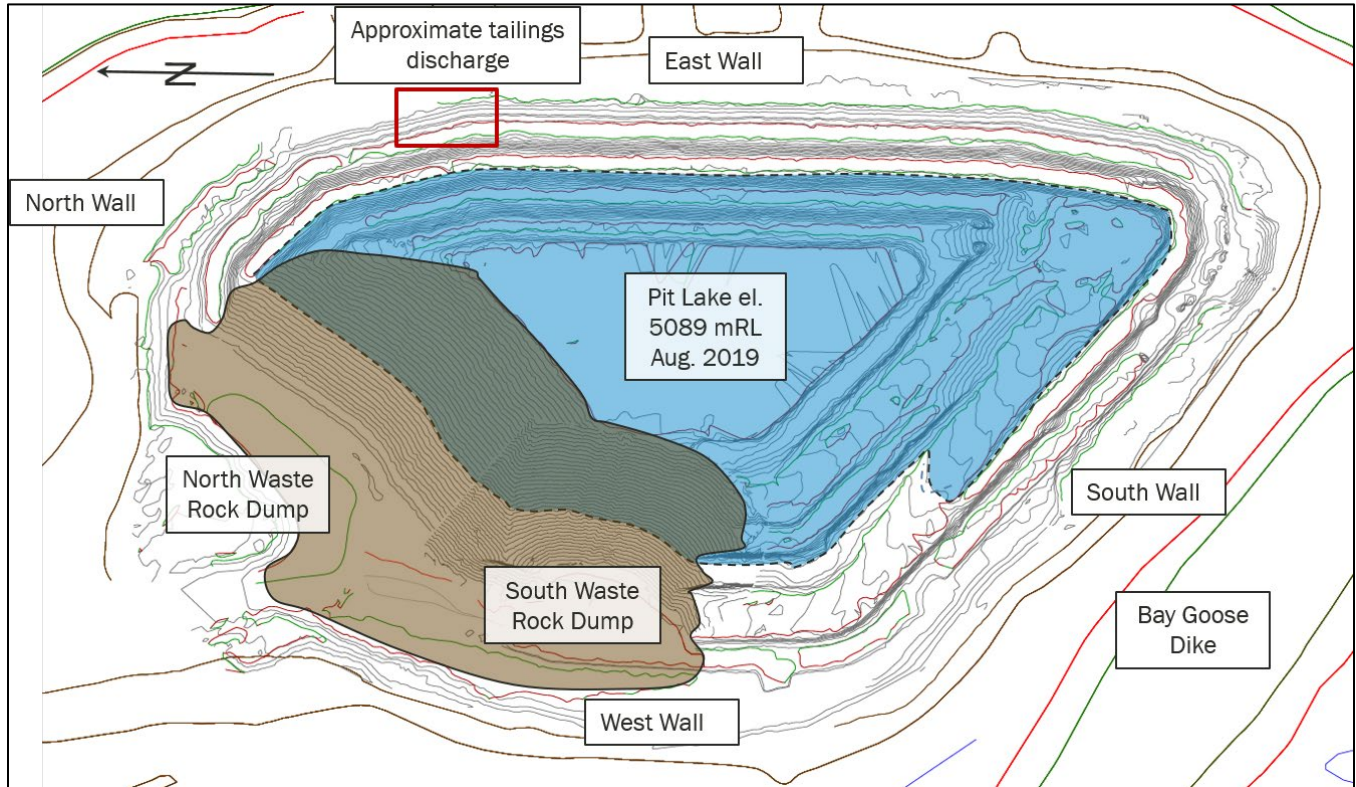 Approximate tailings
discharge
East Wall
N
North Wall
Pit Lake el.
5089 mRL
Aug. 2019
North Waste
Rock Dump
South Wall
South Waste
Rock Dump
Bay Goose
Dike
West Wall